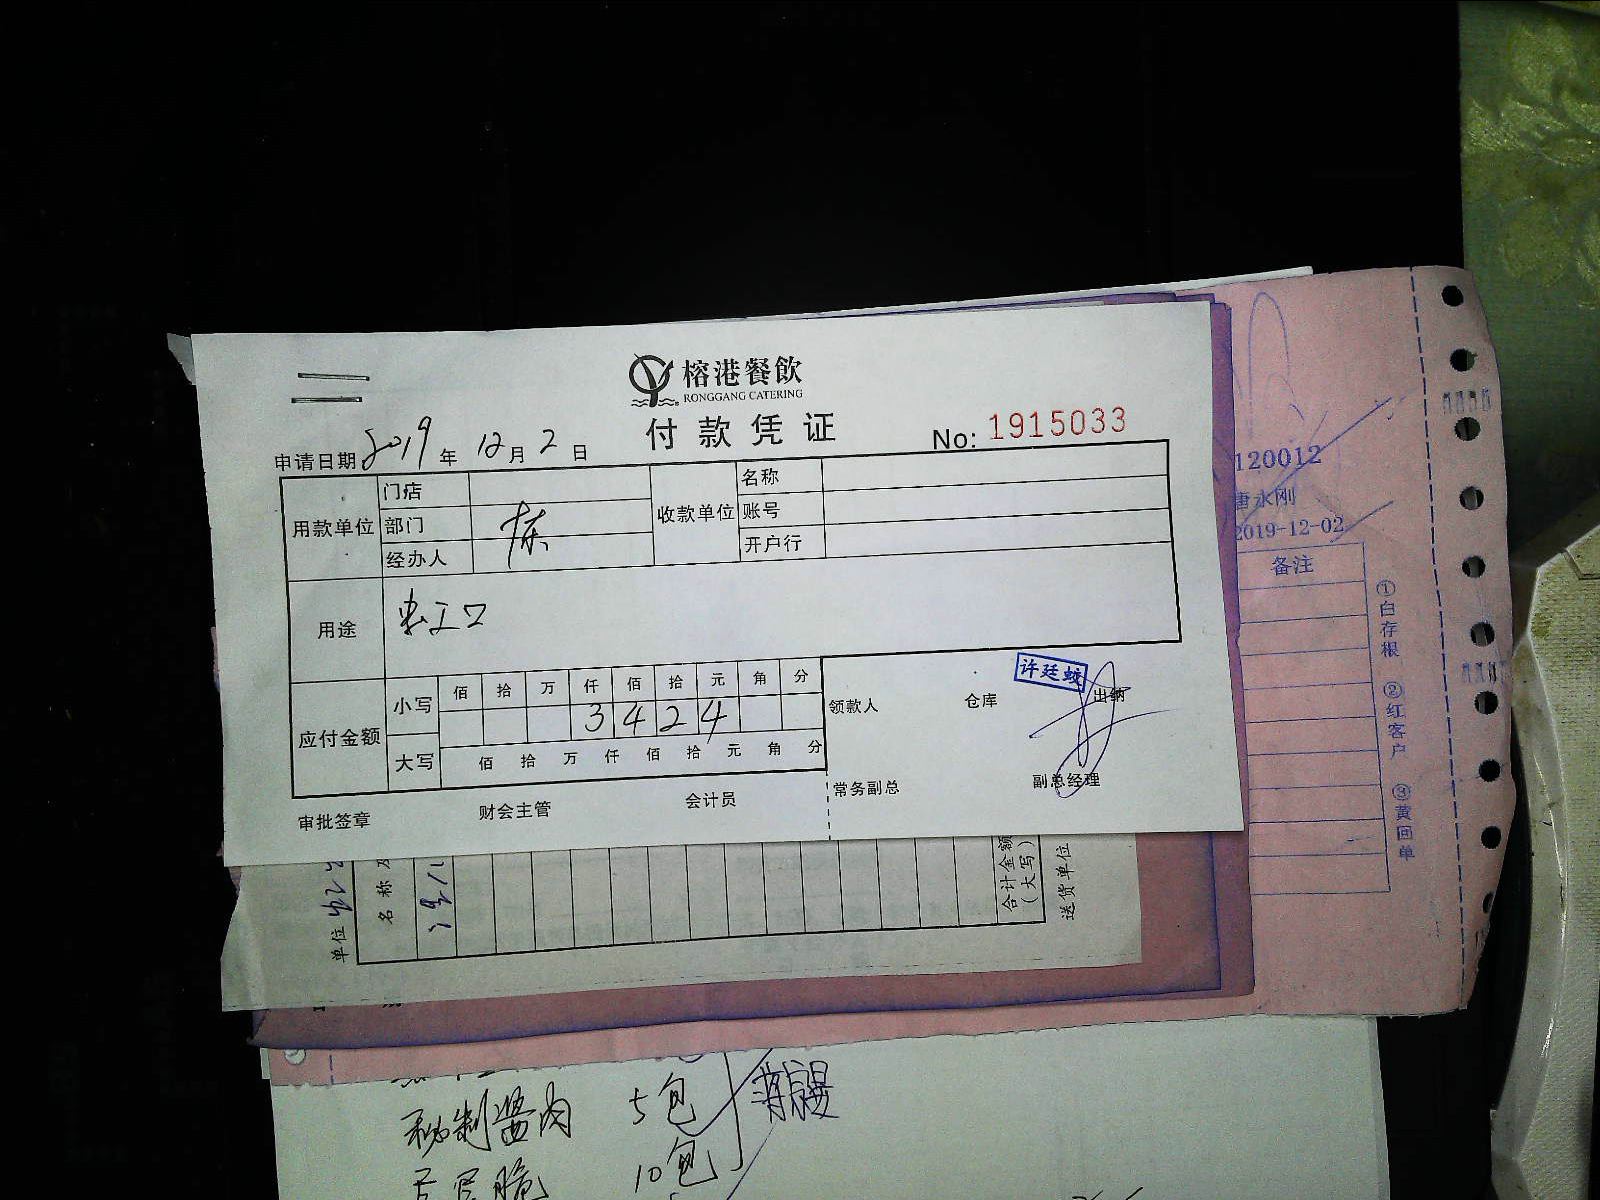 榕港餐飲
RONGGANG CATERING
付款凭证
No: 1915033
申请日期 2019 年 12 月 2 日
用款单位 门店 收款单位 名称
部门 账号
经办人 开户行
用途
应付金额 小写 佰 拾 万 仟 佰 拾 元 角 分
3 4 2 4
大写 佰 拾 万 仟 佰 拾 元 角 分
领款人 仓库 许廷蛟 出纳
常务副总 副总经理
审批签章 财会主管 会计员
120012
唐永刚
2019-12-02
备注
①白存根 ②红客户 ③黄回单
单位
名称及
合计金额
(大写)
送货单位
秘制酱肉 5包
10包